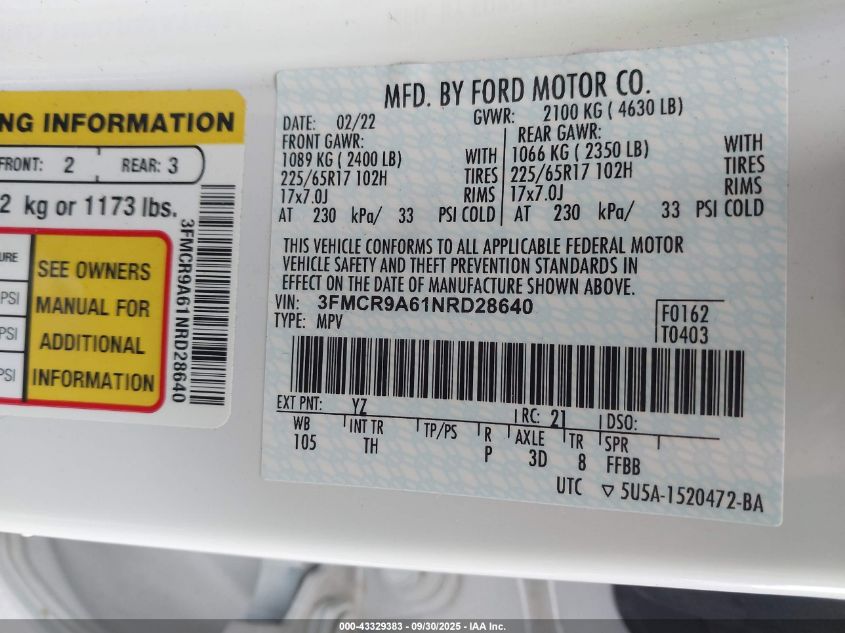 NG INFORMATION
FRONT: 2 REAR: 3
2 kg or 1173 lbs.
URE
PSI
PSI
PSI
SEE OWNERS
MANUAL FOR
ADDITIONAL
INFORMATION
3FMCR9A61NRD28640
MFD. BY FORD MOTOR CO.
DATE: 02/22 GVWR: 2100 KG ( 4630 LB)
FRONT GAWR: REAR GAWR:
1089 KG ( 2400 LB) WITH 1066 KG ( 2350 LB) WITH
225/65R17 102H TIRES 225/65R17 102H TIRES
17x7.0J RIMS 17x7.0J RIMS
AT 230 kPa/ 33 PSI COLD AT 230 kPa/ 33 PSI COLD
THIS VEHICLE CONFORMS TO ALL APPLICABLE FEDERAL MOTOR
VEHICLE SAFETY AND THEFT PREVENTION STANDARDS IN
EFFECT ON THE DATE OF MANUFACTURE SHOWN ABOVE.
VIN: 3FMCR9A61NRD28640 F0162
TYPE: MPV T0403
EXT PNT: YZ RC: 21 DSO:
WB INT TR TP/PS R AXLE TR SPR
105 TH P 3D 8 FFBB
UTC ▽ 5U5A-1520472-BA
000-43329383 - 09/30/2025 - IAA Inc.